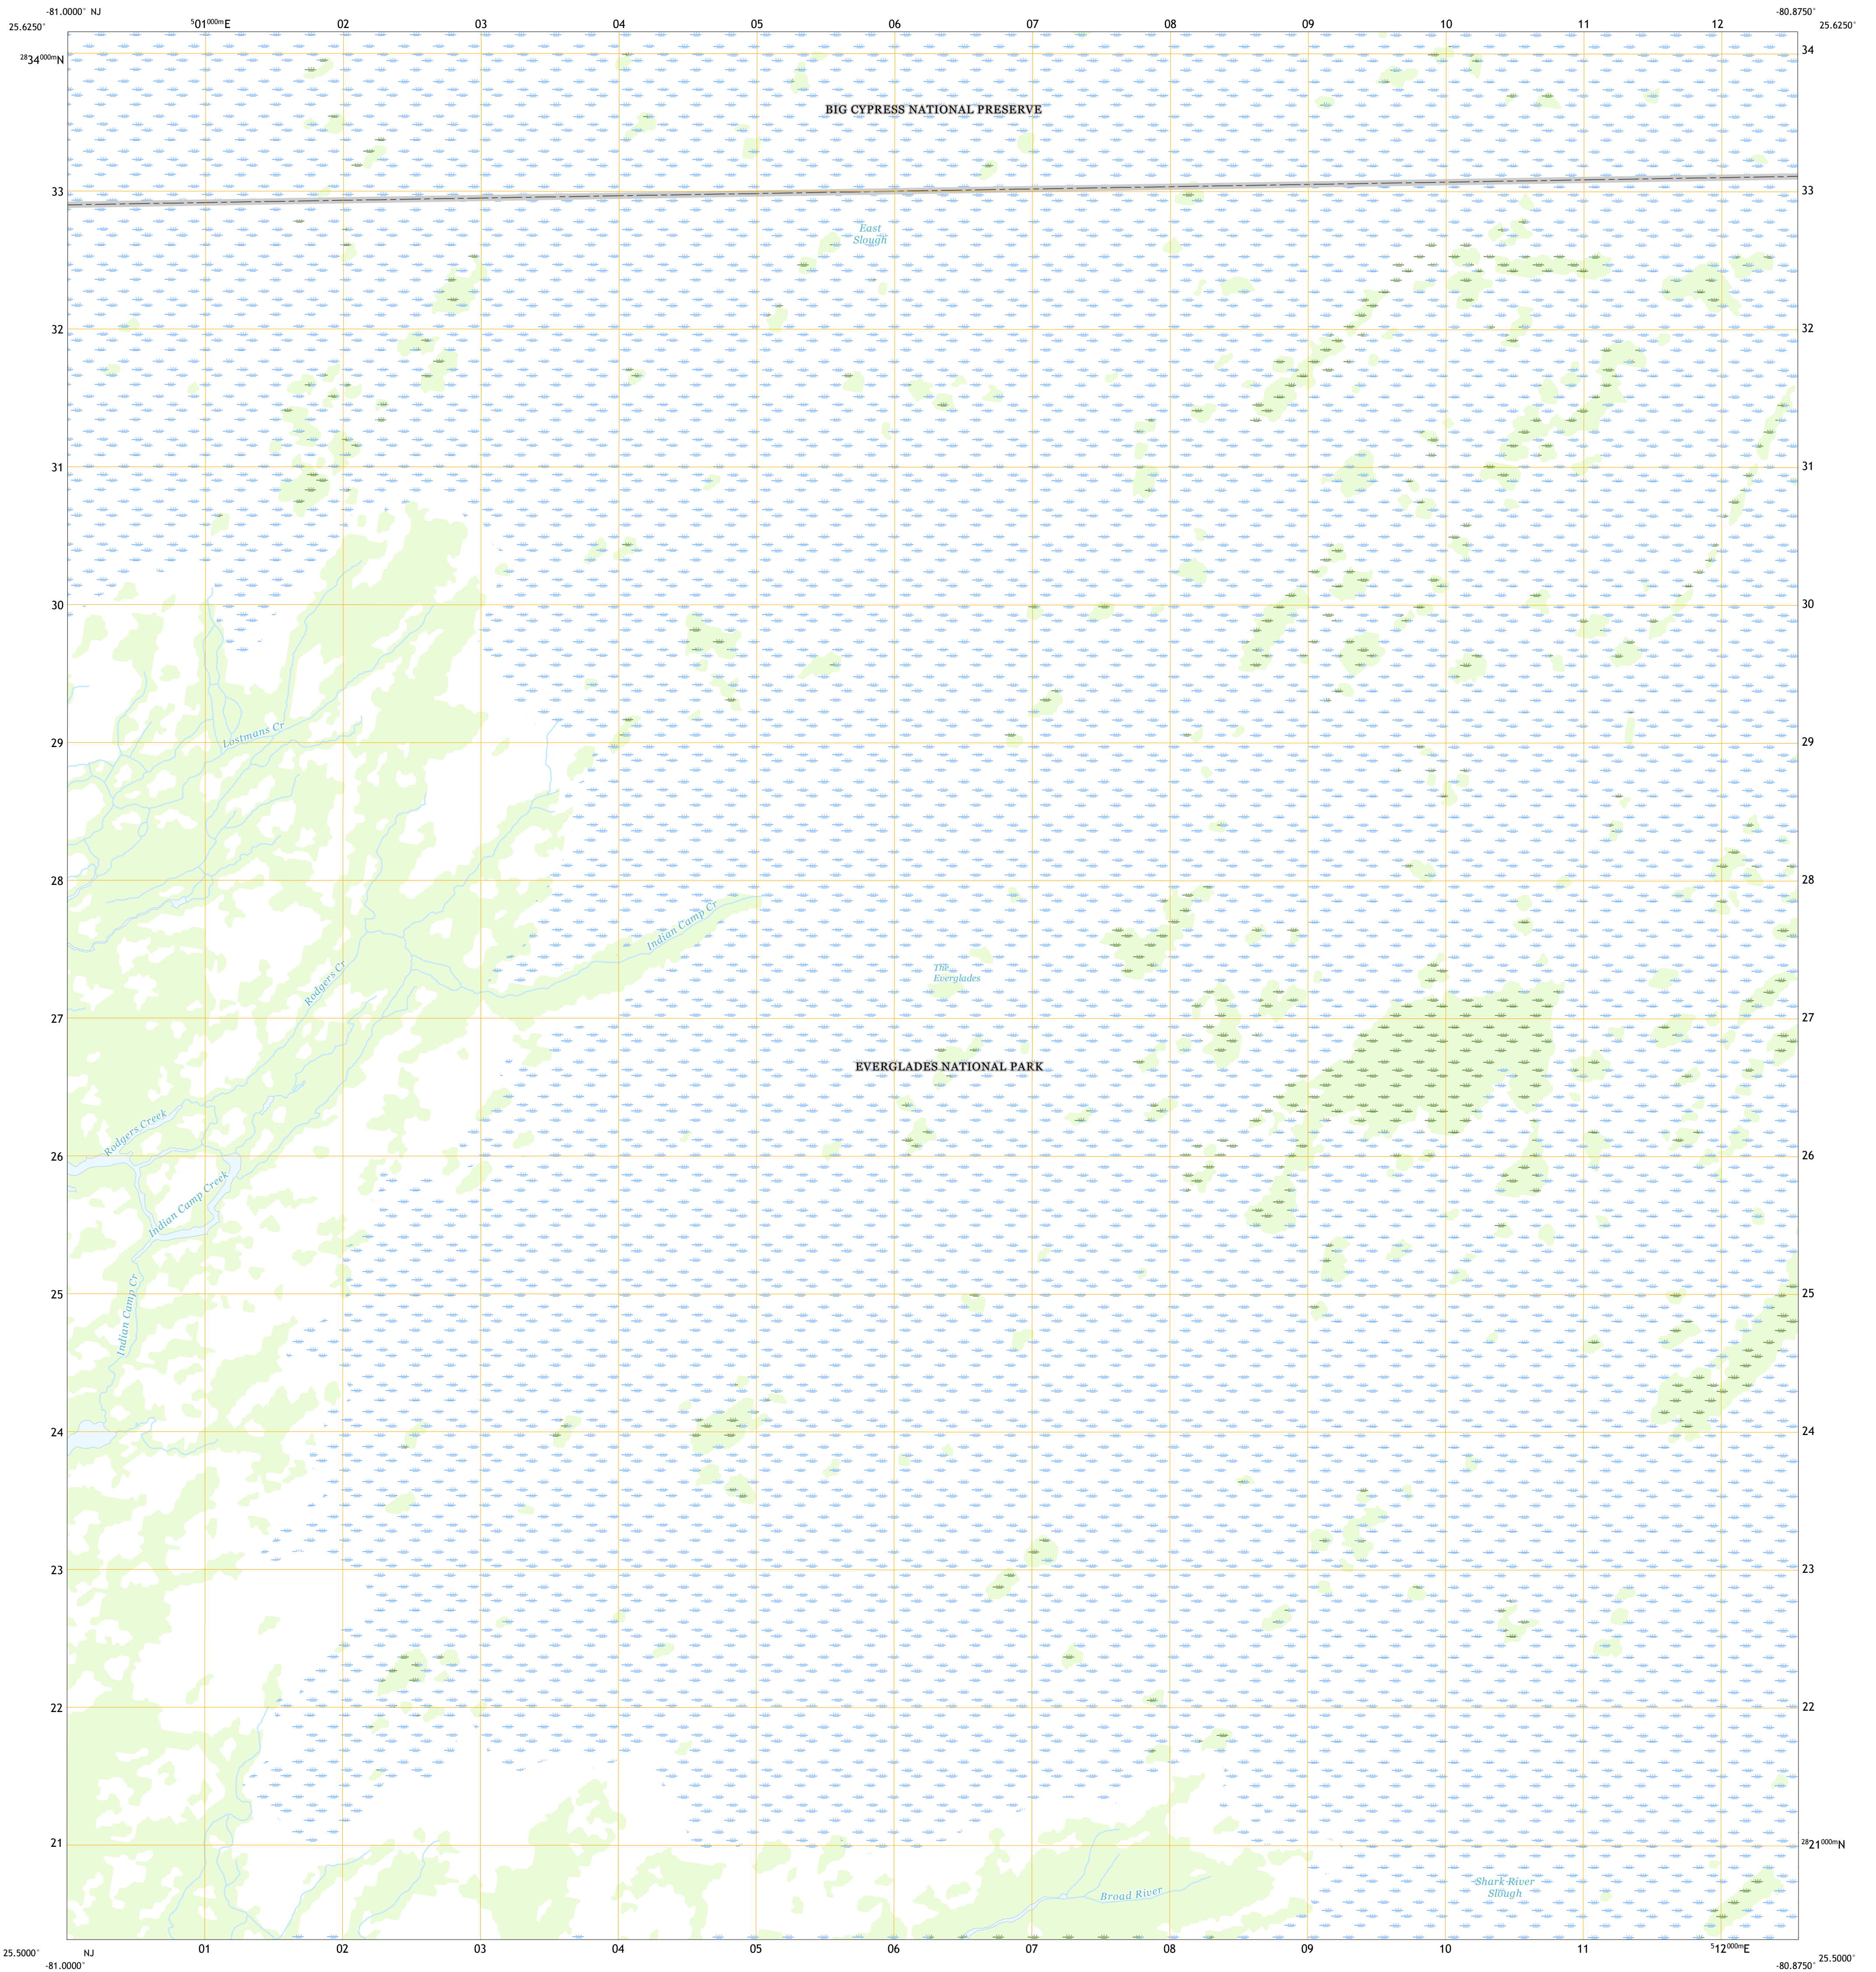 -81.0000° NJ
-80.8750°
25.6250°
⁵01⁰⁰⁰ᵐE 02 03 04 05 06 07 08 09 10 11 12
25.6250°
²⁸34⁰⁰⁰ᵐN
34
BIG CYPRESS NATIONAL PRESERVE
33
33
East
Slough
32
32
31
31
30
30
Lostmans Cr
29
29
28
28
Indian Camp Cr
Rodgers Cr
The
Everglades
27
27
EVERGLADES NATIONAL PARK
Rodgers Creek
26
26
Indian Camp Creek
Indian Camp Cr
25
25
24
24
23
23
22
22
21
²⁸21⁰⁰⁰ᵐN
Broad River
Shark River
Slough
25.5000°
NJ
01 02 03 04 05 06 07 08 09 10 11 ⁵12⁰⁰⁰ᵐE
25.5000°
-81.0000°
-80.8750°